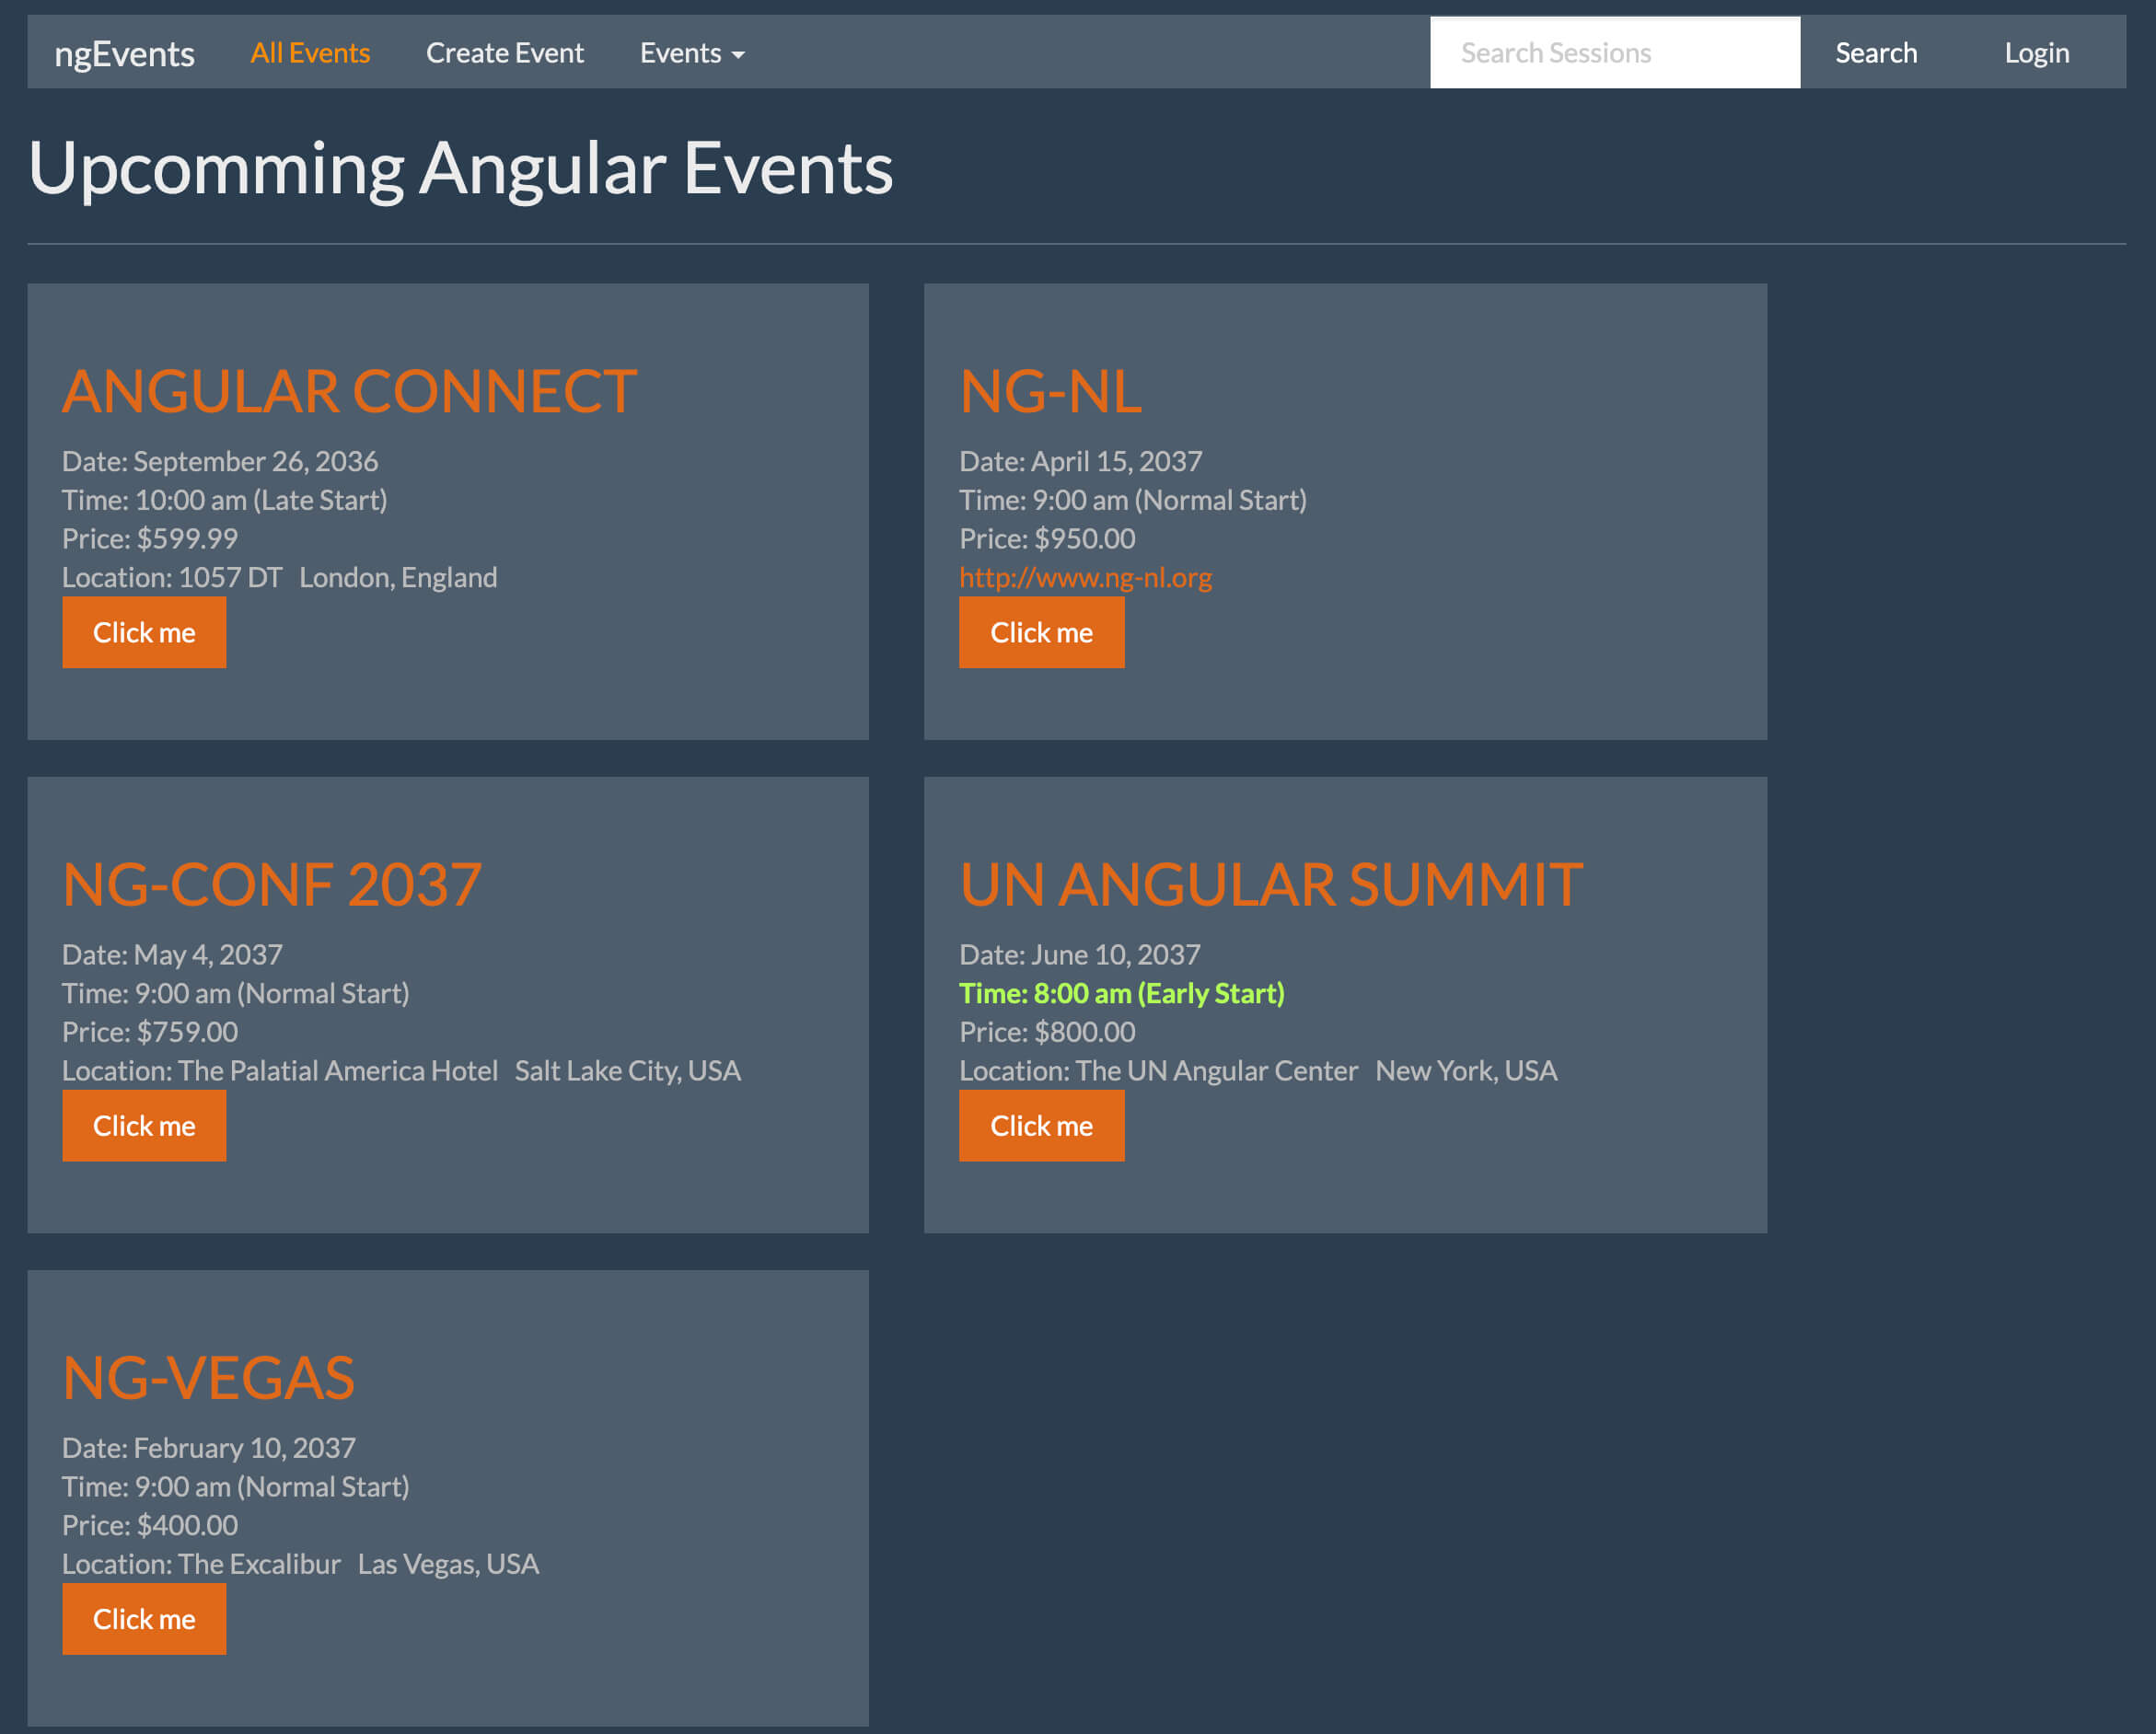 ngEvents All Events Create Event Events Search Sessions Search Login
Upcomming Angular Events
ANGULAR CONNECT
Date: September 26, 2036
Time: 10:00 am (Late Start)
Price: $599.99
Location: 1057 DT London, England
Click me
NG-NL
Date: April 15, 2037
Time: 9:00 am (Normal Start)
Price: $950.00
http://www.ng-nl.org
Click me
NG-CONF 2037
Date: May 4, 2037
Time: 9:00 am (Normal Start)
Price: $759.00
Location: The Palatial America Hotel Salt Lake City, USA
Click me
UN ANGULAR SUMMIT
Date: June 10, 2037
Time: 8:00 am (Early Start)
Price: $800.00
Location: The UN Angular Center New York, USA
Click me
NG-VEGAS
Date: February 10, 2037
Time: 9:00 am (Normal Start)
Price: $400.00
Location: The Excalibur Las Vegas, USA
Click me